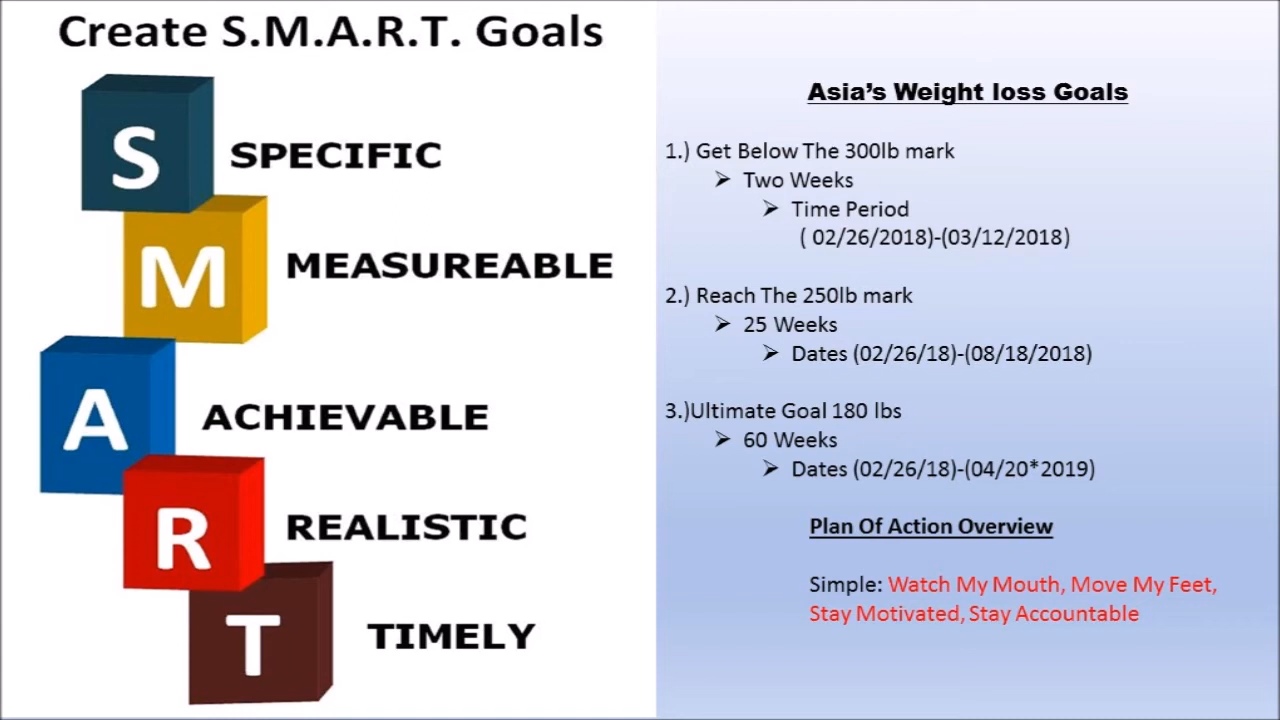 Create S.M.A.R.T. Goals
S
SPECIFIC
M
MEASUREABLE
A
ACHIEVABLE
R
REALISTIC
T
TIMELY
Asia's Weight loss Goals
1.) Get Below The 300lb mark
➢ Two Weeks
➢ Time Period
( 02/26/2018)-(03/12/2018)
2.) Reach The 250lb mark
➢ 25 Weeks
➢ Dates (02/26/18)-(08/18/2018)
3.)Ultimate Goal 180 lbs
➢ 60 Weeks
➢ Dates (02/26/18)-(04/20*2019)
Plan Of Action Overview
Simple: Watch My Mouth, Move My Feet,
Stay Motivated, Stay Accountable